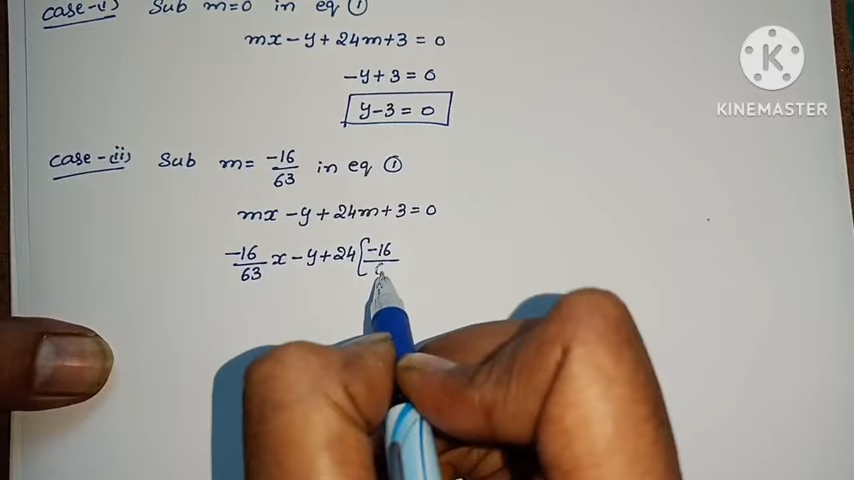 case-(i) Sub m=0 in eq ①
mx-y+24m+3=0
-y+3=0
y-3=0
case-(ii) Sub m= -16/63 in eq ①
mx-y+24m+3=0
-16/63 x-y+24[-16/6
K
KINEMASTER